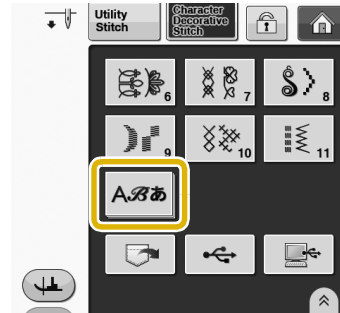 Utility
Stitch
Character
Decorative
Stitch
6
7
8
9
10
11
Aℬあ